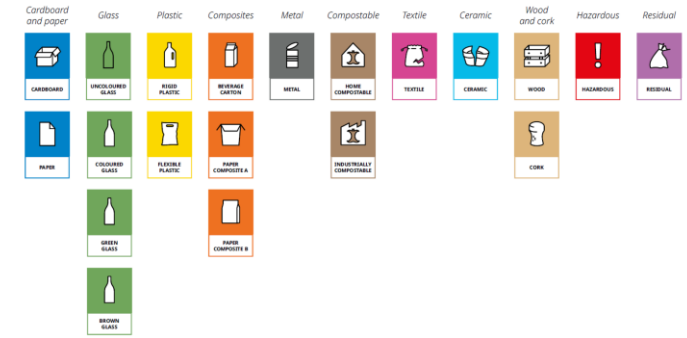 Cardboard
and paper
Glass
Plastic
Composites
Metal
Compostable
Textile
Ceramic
Wood
and cork
Hazardous
Residual
CARDBOARD
UNCOLOURED
GLASS
RIGID
PLASTIC
BEVERAGE
CARTON
METAL
HOME
COMPOSTABLE
TEXTILE
CERAMIC
WOOD
HAZARDOUS
RESIDUAL
PAPER
COLOURED
GLASS
FLEXIBLE
PLASTIC
PAPER
COMPOSITE A
INDUSTRIALLY
COMPOSTABLE
CORK
GREEN
GLASS
PAPER
COMPOSITE B
BROWN
GLASS